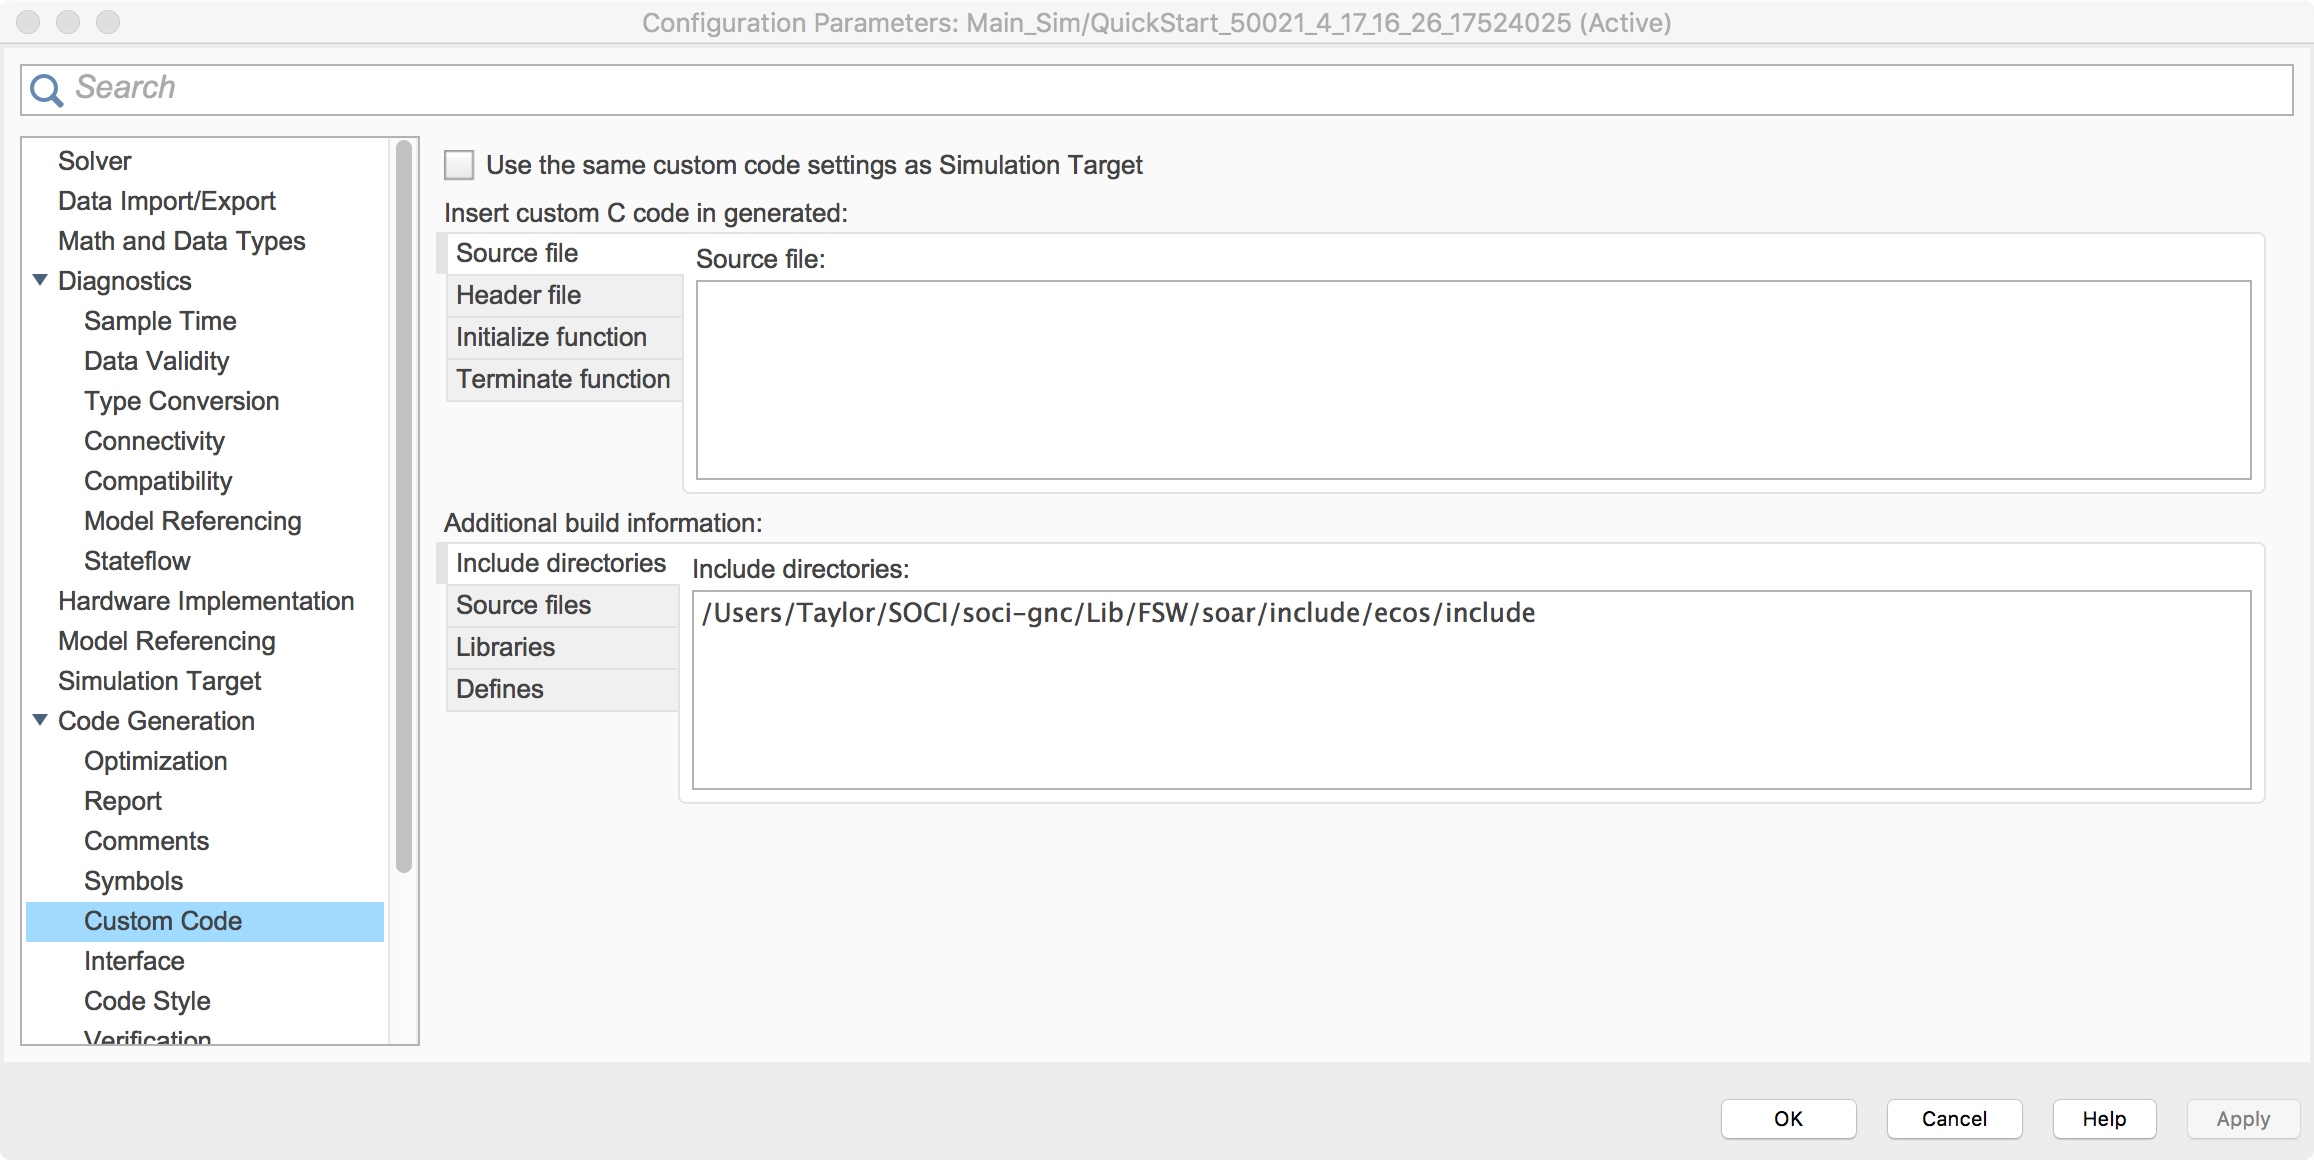 Configuration Parameters: Main_Sim/QuickStart_50021_4_17_16_26_17524025 (Active)
Search
Solver
Data Import/Export
Math and Data Types
Diagnostics
Sample Time
Data Validity
Type Conversion
Connectivity
Compatibility
Model Referencing
Stateflow
Hardware Implementation
Model Referencing
Simulation Target
Code Generation
Optimization
Report
Comments
Symbols
Custom Code
Interface
Code Style
Verification
Use the same custom code settings as Simulation Target
Insert custom C code in generated:
Source file
Header file
Initialize function
Terminate function
Source file:
Additional build information:
Include directories
Source files
Libraries
Defines
Include directories:
/Users/Taylor/SOCI/soci-gnc/Lib/FSW/soar/include/ecos/include
OK
Cancel
Help
Apply